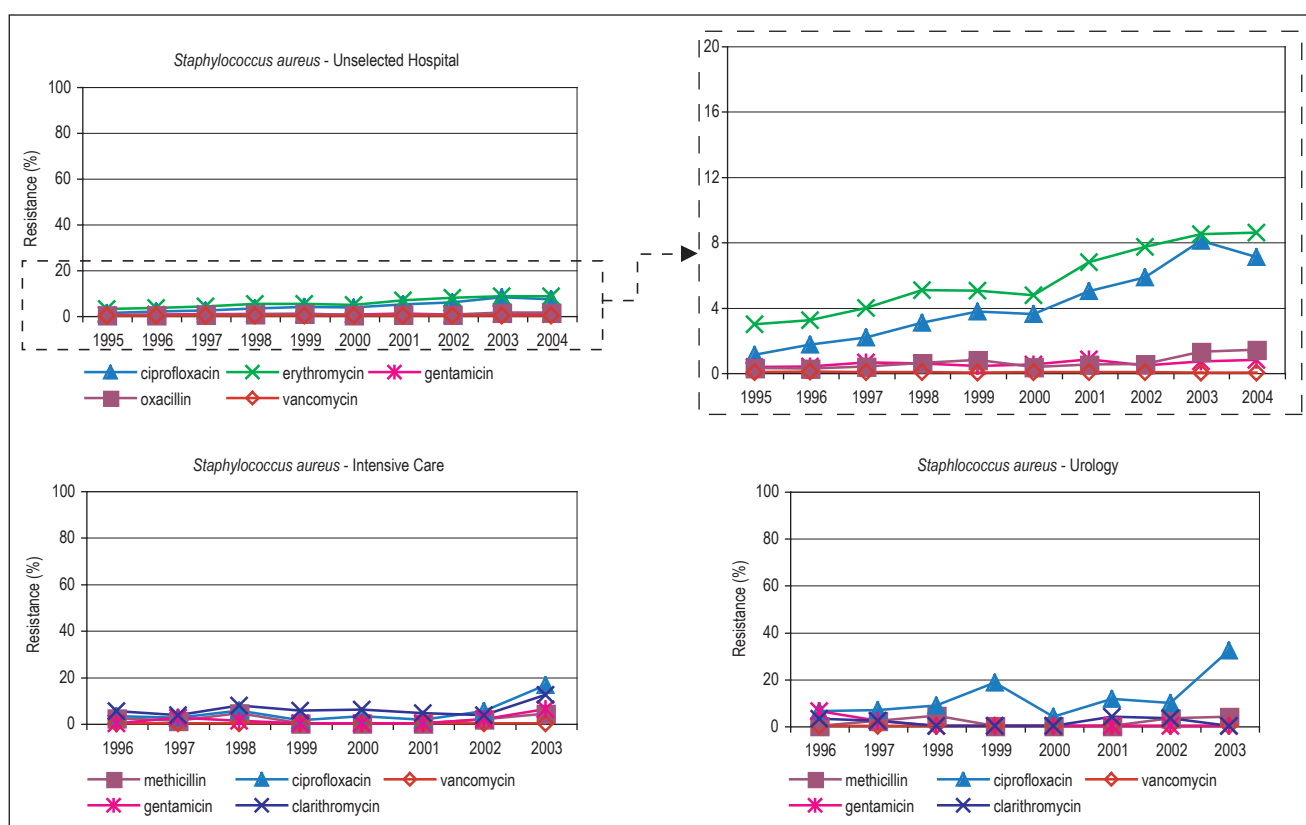 Staphylococcus aureus - Unselected Hospital
Resistance (%)
100
80
60
40
20
0
1995 1996 1997 1998 1999 2000 2001 2002 2003 2004
ciprofloxacin erythromycin gentamicin
oxacillin vancomycin
20
16
12
8
4
0
1995 1996 1997 1998 1999 2000 2001 2002 2003 2004
Staphylococcus aureus - Intensive Care
Resistance (%)
100
80
60
40
20
0
1996 1997 1998 1999 2000 2001 2002 2003
methicillin ciprofloxacin vancomycin
gentamicin clarithromycin
Staphlococcus aureus - Urology
Resistance (%)
100
80
60
40
20
0
1996 1997 1998 1999 2000 2001 2002 2003
methicillin ciprofloxacin vancomycin
gentamicin clarithromycin